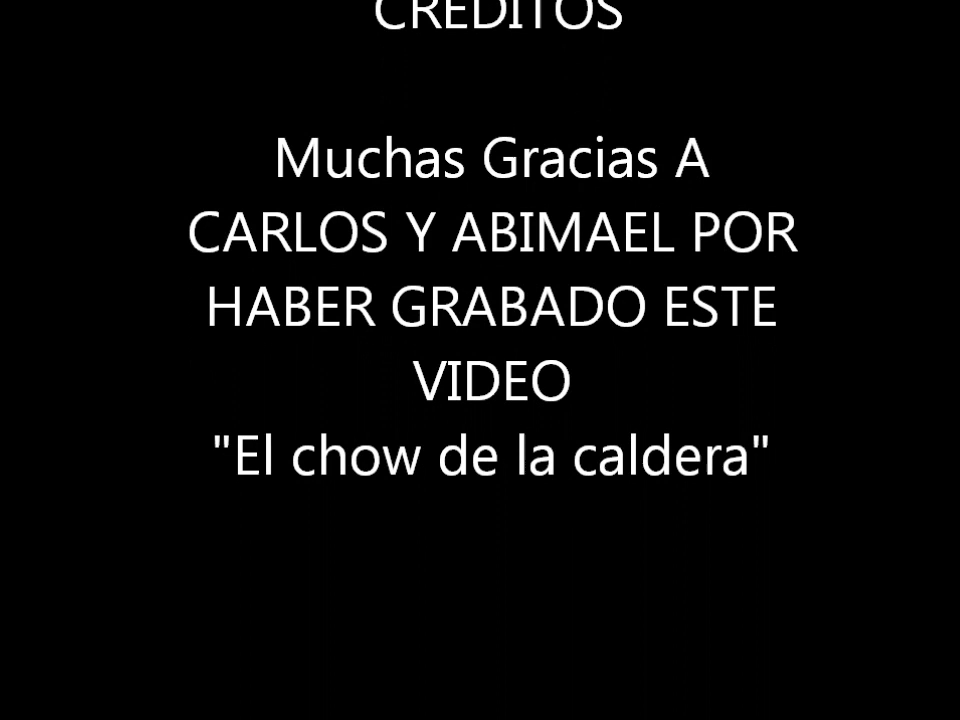 CREDITOS
Muchas Gracias A
CARLOS Y ABIMAEL POR
HABER GRABADO ESTE
VIDEO
"El chow de la caldera"